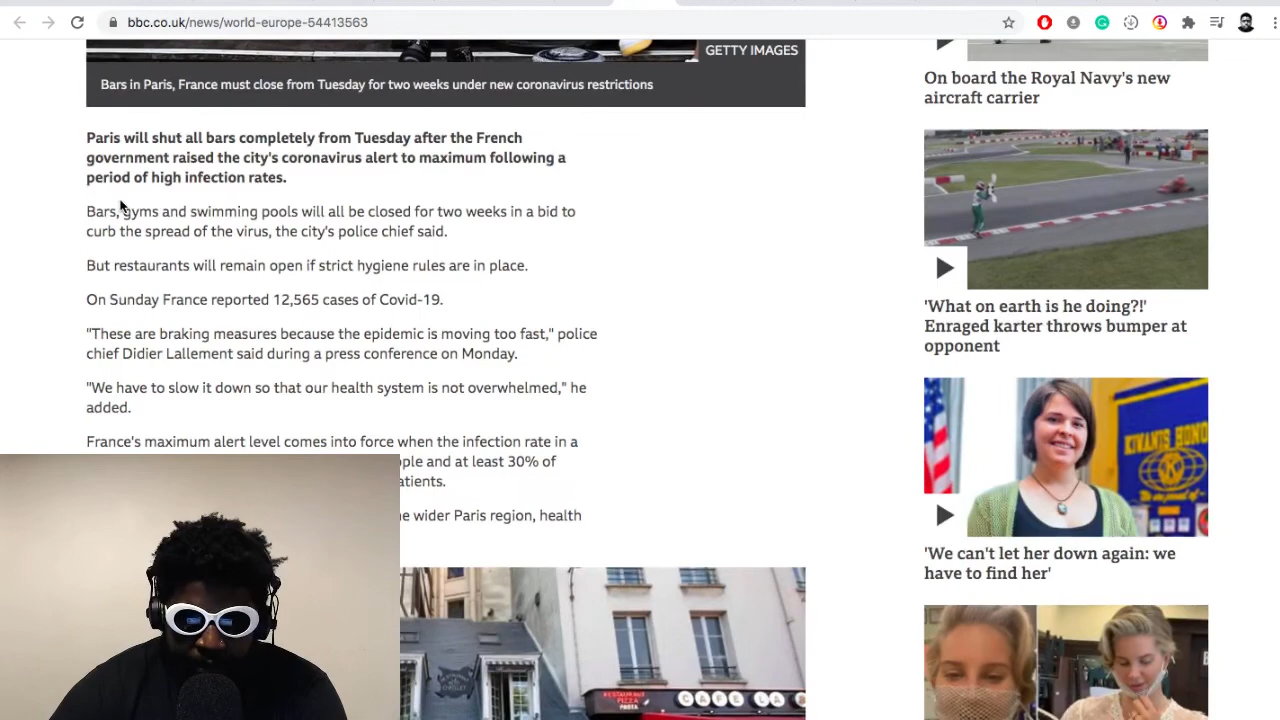 bbc.co.uk/news/world-europe-54413563
GETTY IMAGES
Bars in Paris, France must close from Tuesday for two weeks under new coronavirus restrictions
Paris will shut all bars completely from Tuesday after the French
government raised the city's coronavirus alert to maximum following a
period of high infection rates.
Bars, gyms and swimming pools will all be closed for two weeks in a bid to
curb the spread of the virus, the city's police chief said.
But restaurants will remain open if strict hygiene rules are in place.
On Sunday France reported 12,565 cases of Covid-19.
"These are braking measures because the epidemic is moving too fast," police
chief Didier Lallement said during a press conference on Monday.
"We have to slow it down so that our health system is not overwhelmed," he
added.
France's maximum alert level comes into force when the infection rate in a
ople and at least 30% of
atients.
e wider Paris region, health
RESTAURANT
PIZZA
PASTA
CAFE LA B
On board the Royal Navy's new
aircraft carrier
'What on earth is he doing?!'
Enraged karter throws bumper at
opponent
KIWANIS HONO
'We can't let her down again: we
have to find her'